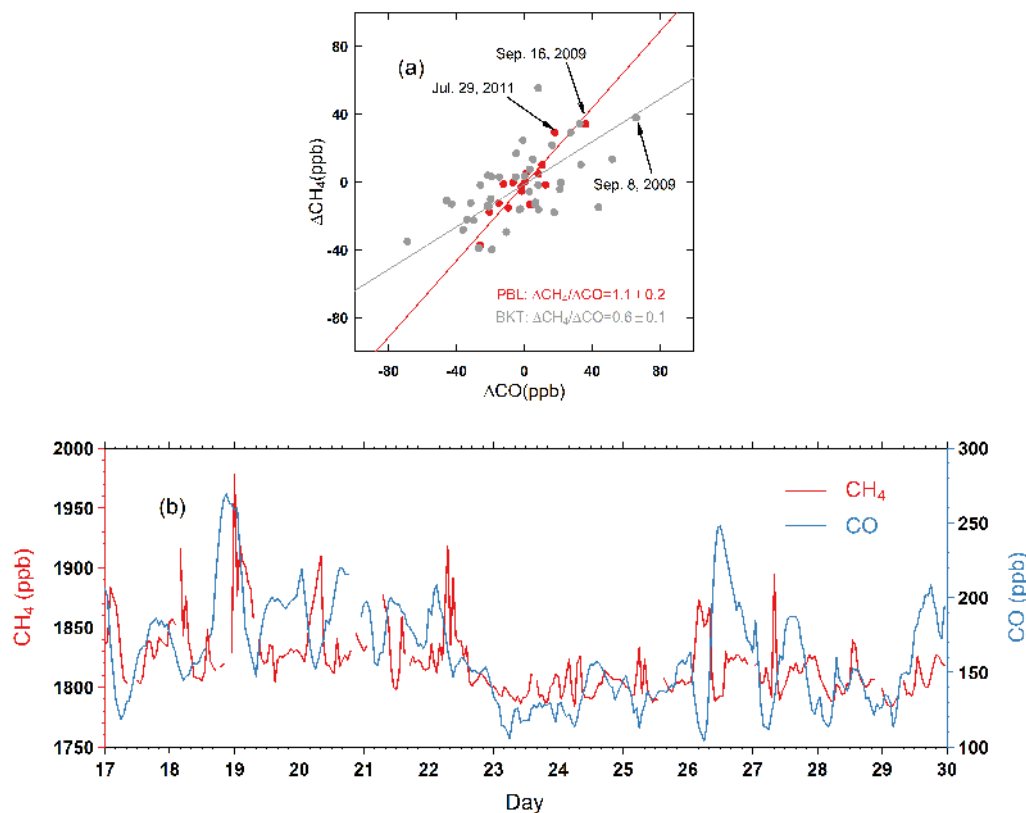 80
40
0
-40
-80
ΔCH₄(ppb)
(a)
Sep. 16, 2009
Jul. 29, 2011
Sep. 8, 2009
PBL: ΔCH₄/ΔCO=1.1±0.2
BKT: ΔCH₄/ΔCO=0.6±0.1
-80 -40 0 40 80
ΔCO(ppb)
2000
1950
1900
1850
1800
1750
CH₄ (ppb)
(b)
CH₄
CO
300
250
200
150
100
CO (ppb)
17 18 19 20 21 22 23 24 25 26 27 28 29 30
Day